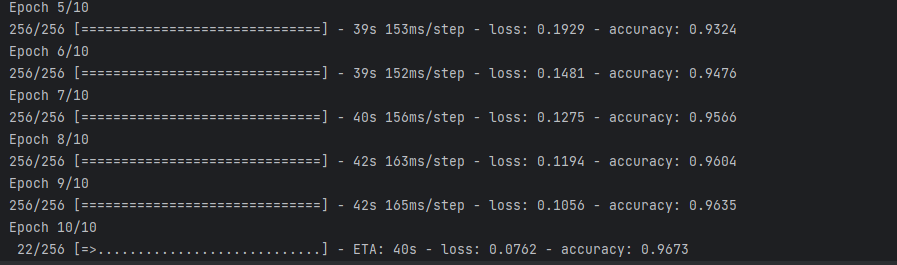 Epoch 5/10
256/256 [==============================] - 39s 153ms/step - loss: 0.1929 - accuracy: 0.9324
Epoch 6/10
256/256 [==============================] - 39s 152ms/step - loss: 0.1481 - accuracy: 0.9476
Epoch 7/10
256/256 [==============================] - 40s 156ms/step - loss: 0.1275 - accuracy: 0.9566
Epoch 8/10
256/256 [==============================] - 42s 163ms/step - loss: 0.1194 - accuracy: 0.9604
Epoch 9/10
256/256 [==============================] - 42s 165ms/step - loss: 0.1056 - accuracy: 0.9635
Epoch 10/10
 22/256 [=>............................] - ETA: 40s - loss: 0.0762 - accuracy: 0.9673